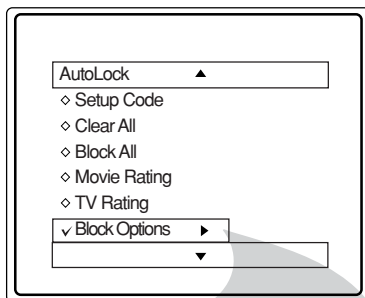 AutoLock ▲
◇ Setup Code
◇ Clear All
◇ Block All
◇ Movie Rating
◇ TV Rating
✓ Block Options ▶
▼